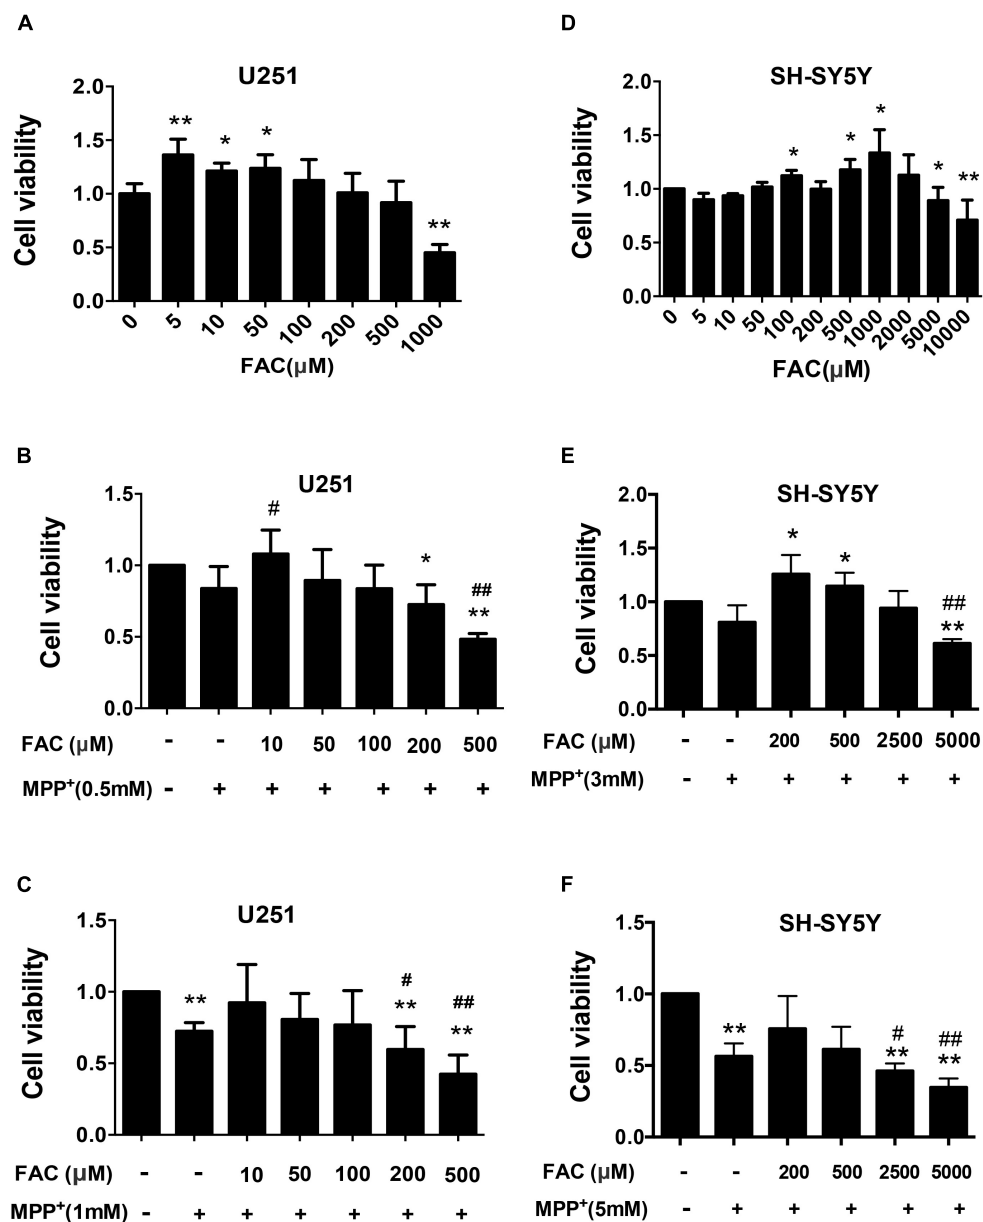 A
U251
Cell viability
2.0
1.5
1.0
0.5
0.0
** * * **
0 5 10 50 100 200 500 1000
FAC(µM)
D
SH-SY5Y
Cell viability
2.0
1.5
1.0
0.5
0.0
* * * * **
0 5 10 50 100 200 500 1000 2000 5000 10000
FAC(µM)
B
U251
Cell viability
1.5
1.0
0.5
0.0
# * ##
**
FAC (µM) - - 10 50 100 200 500
MPP+(0.5mM) - + + + + + +
E
SH-SY5Y
Cell viability
2.0
1.5
1.0
0.5
0.0
* * ##
**
FAC (µM) - - 200 500 2500 5000
MPP+(3mM) - + + + + +
C
U251
Cell viability
1.5
1.0
0.5
0.0
# ##
** ** **
FAC (µM) - - 10 50 100 200 500
MPP+(1mM) - + + + + + +
F
SH-SY5Y
Cell viability
1.5
1.0
0.5
0.0
# ##
** ** **
FAC (µM) - - 200 500 2500 5000
MPP+(5mM) - + + + + +